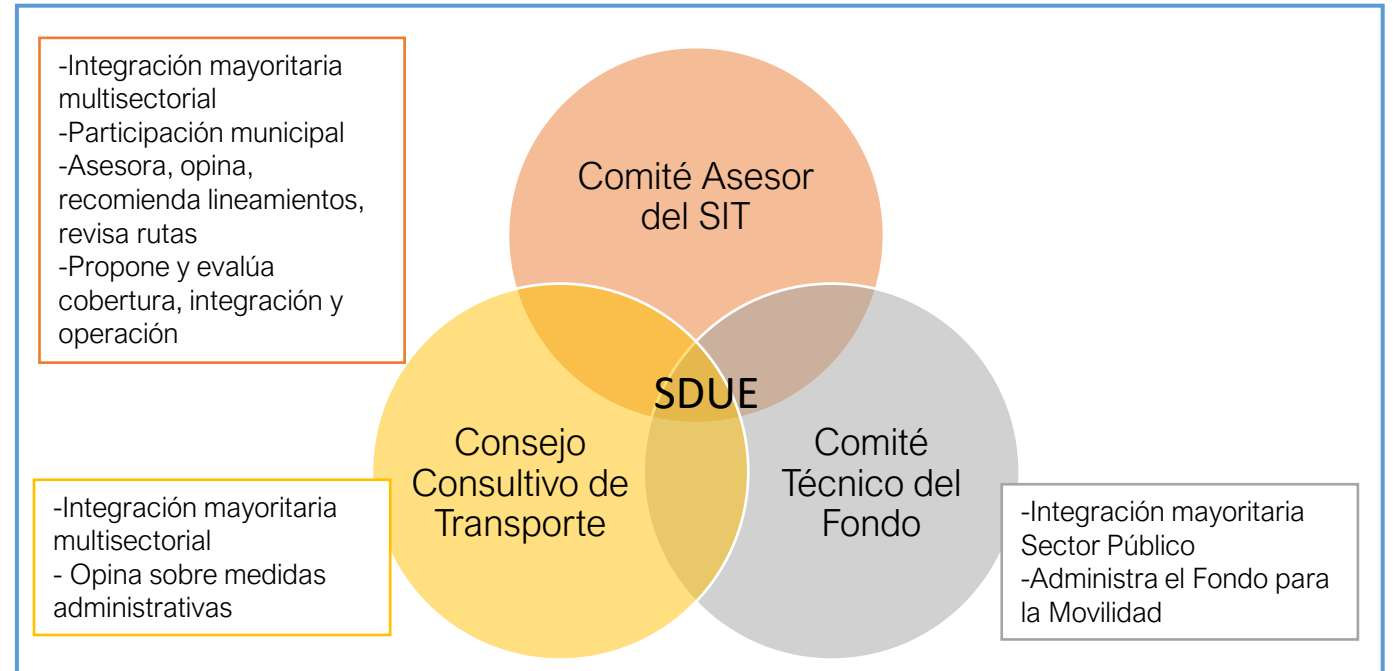 -Integración mayoritaria
multisectorial
-Participación municipal
-Asesora, opina,
recomienda lineamientos,
revisa rutas
-Propone y evalúa
cobertura, integración y
operación
Comité Asesor
del SIT
SDUE
Consejo
Consultivo de
Transporte
Comité
Técnico del
Fondo
-Integración mayoritaria
multisectorial
- Opina sobre medidas
administrativas
-Integración mayoritaria
Sector Público
-Administra el Fondo para
la Movilidad